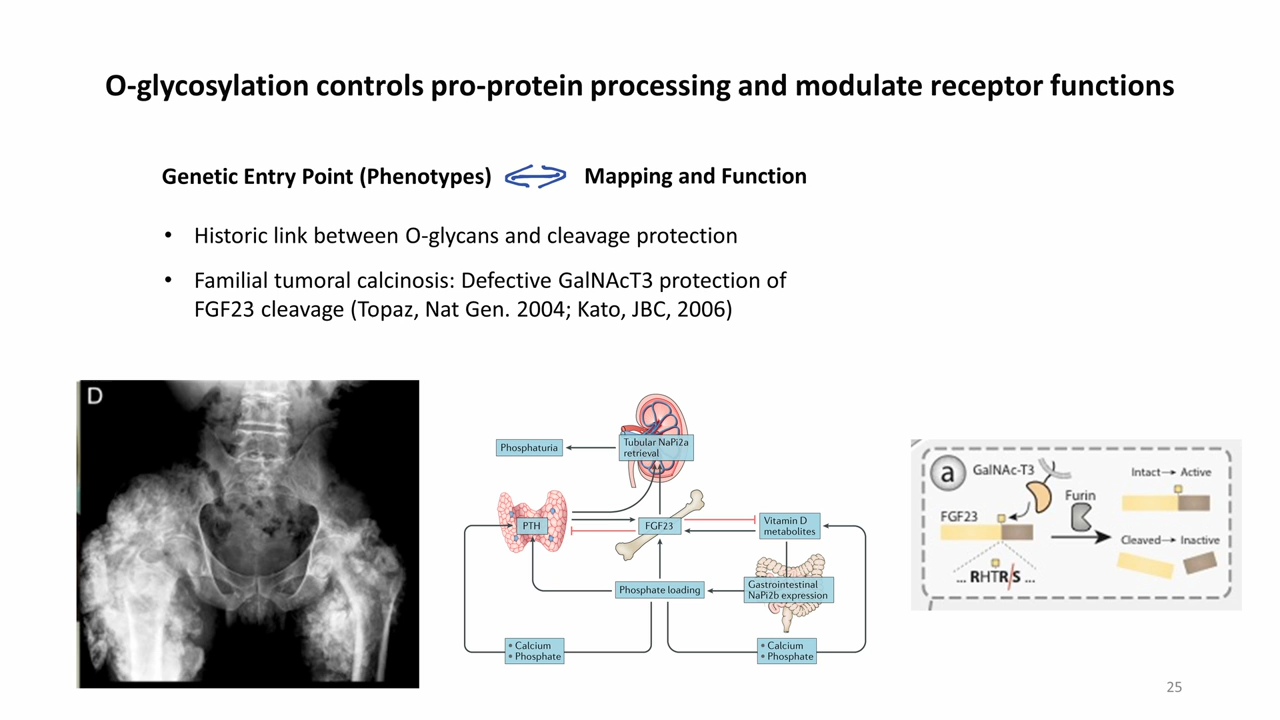 O-glycosylation controls pro-protein processing and modulate receptor functions
Genetic Entry Point (Phenotypes)
Mapping and Function
• Historic link between O-glycans and cleavage protection
• Familial tumoral calcinosis: Defective GalNAcT3 protection of
FGF23 cleavage (Topaz, Nat Gen. 2004; Kato, JBC, 2006)
D
Phosphaturia
Tubular NaPi2a
retrieval
PTH
FGF23
Vitamin D
metabolites
Phosphate loading
Gastrointestinal
NaPi2b expression
• Calcium
• Phosphate
• Calcium
• Phosphate
a
GalNAc-T3
Intact → Active
Furin
FGF23
Cleaved → Inactive
... RHTR/S ...
25